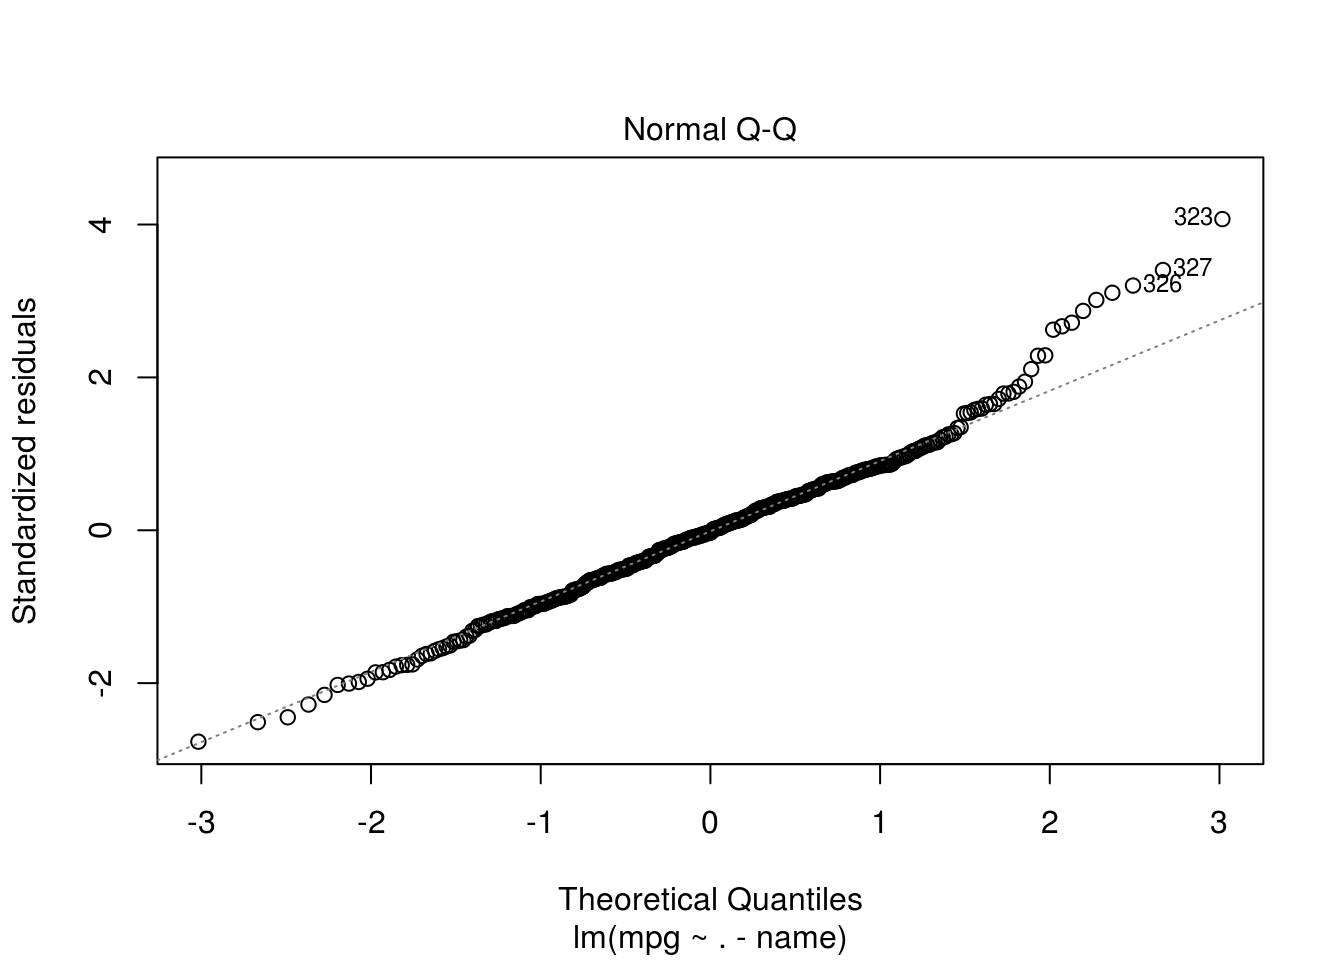 Normal Q-Q
Standardized residuals
4
2
0
-2
323
327
326
-3 -2 -1 0 1 2 3
Theoretical Quantiles
lm(mpg ~ . - name)